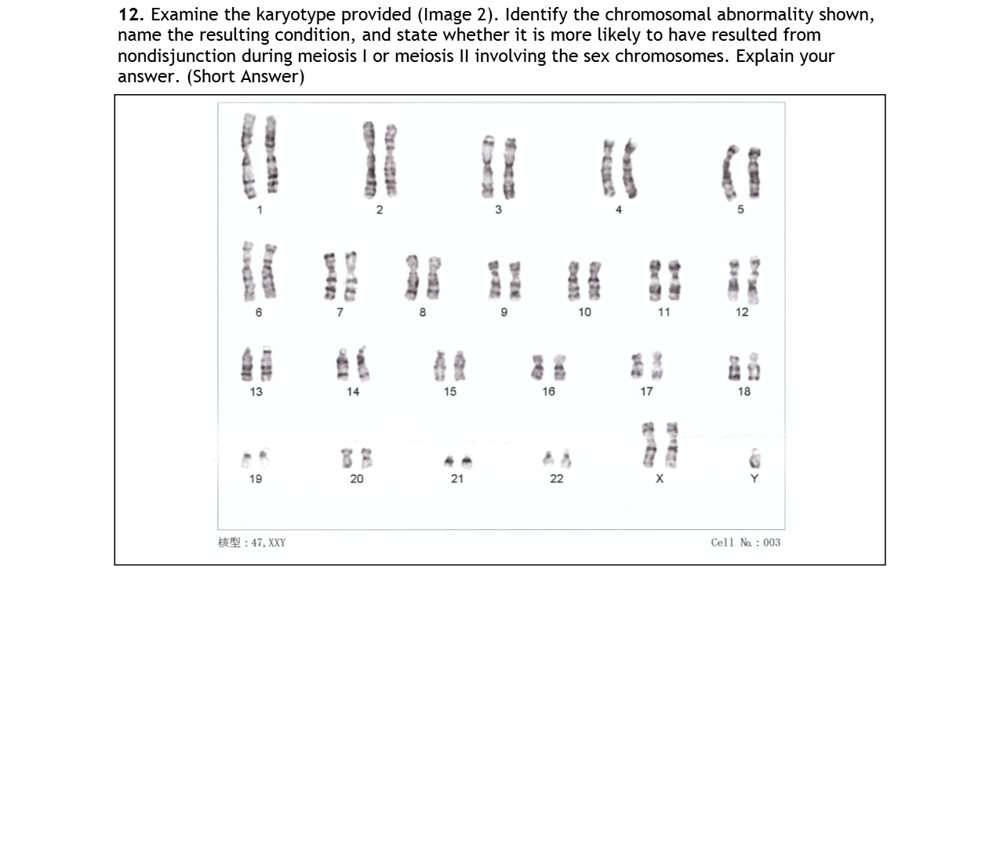 12. Examine the karyotype provided (Image 2). Identify the chromosomal abnormality shown,
name the resulting condition, and state whether it is more likely to have resulted from
nondisjunction during meiosis I or meiosis II involving the sex chromosomes. Explain your
answer. (Short Answer)
1 2 3 4 5
6 7 8 9 10 11 12
13 14 15 16 17 18
19 20 21 22 X Y
核型 : 47, XXY Cell № : 003